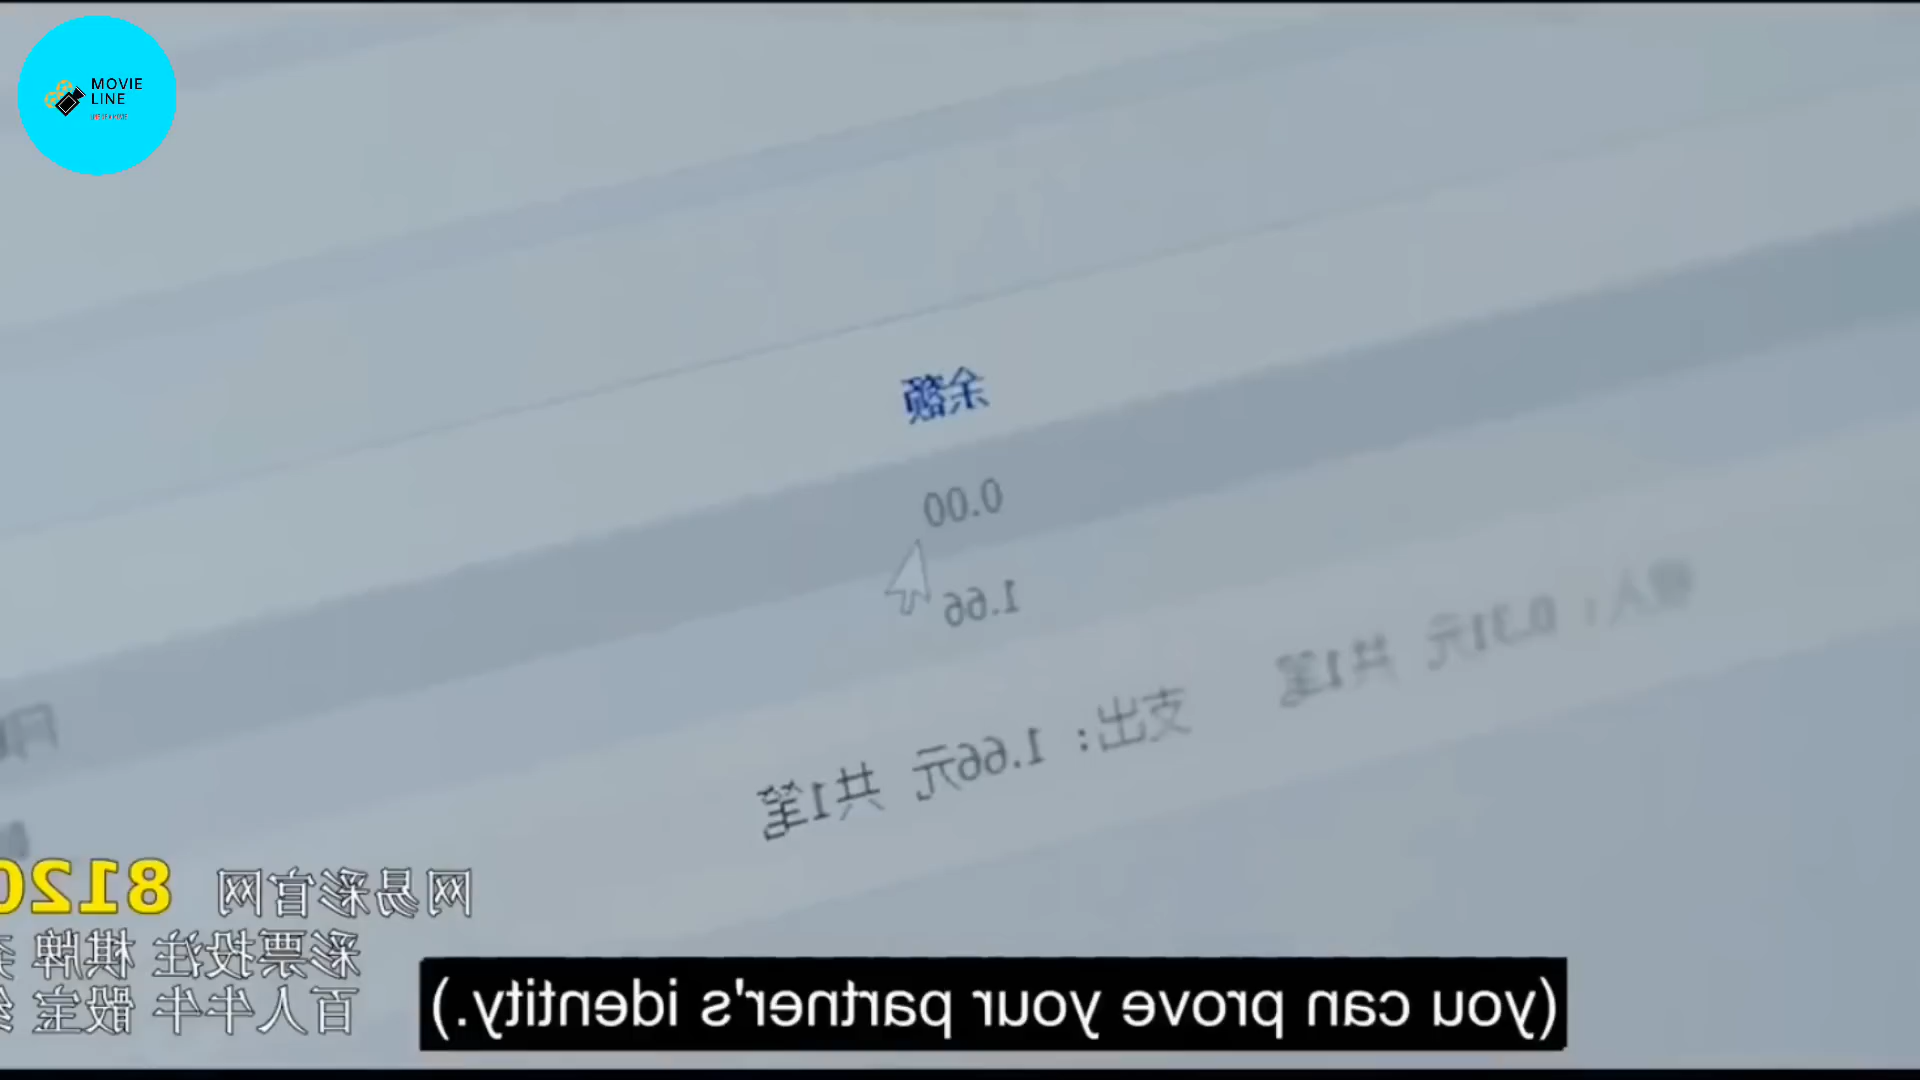 MOVIE
LINE
余额
0.00
1.66
支出：1.66元 共1笔
0.31元 共1笔
网易彩官网 8120
彩票投注 棋牌
百人牛牛 骰宝
(you can prove your partner's identity.)